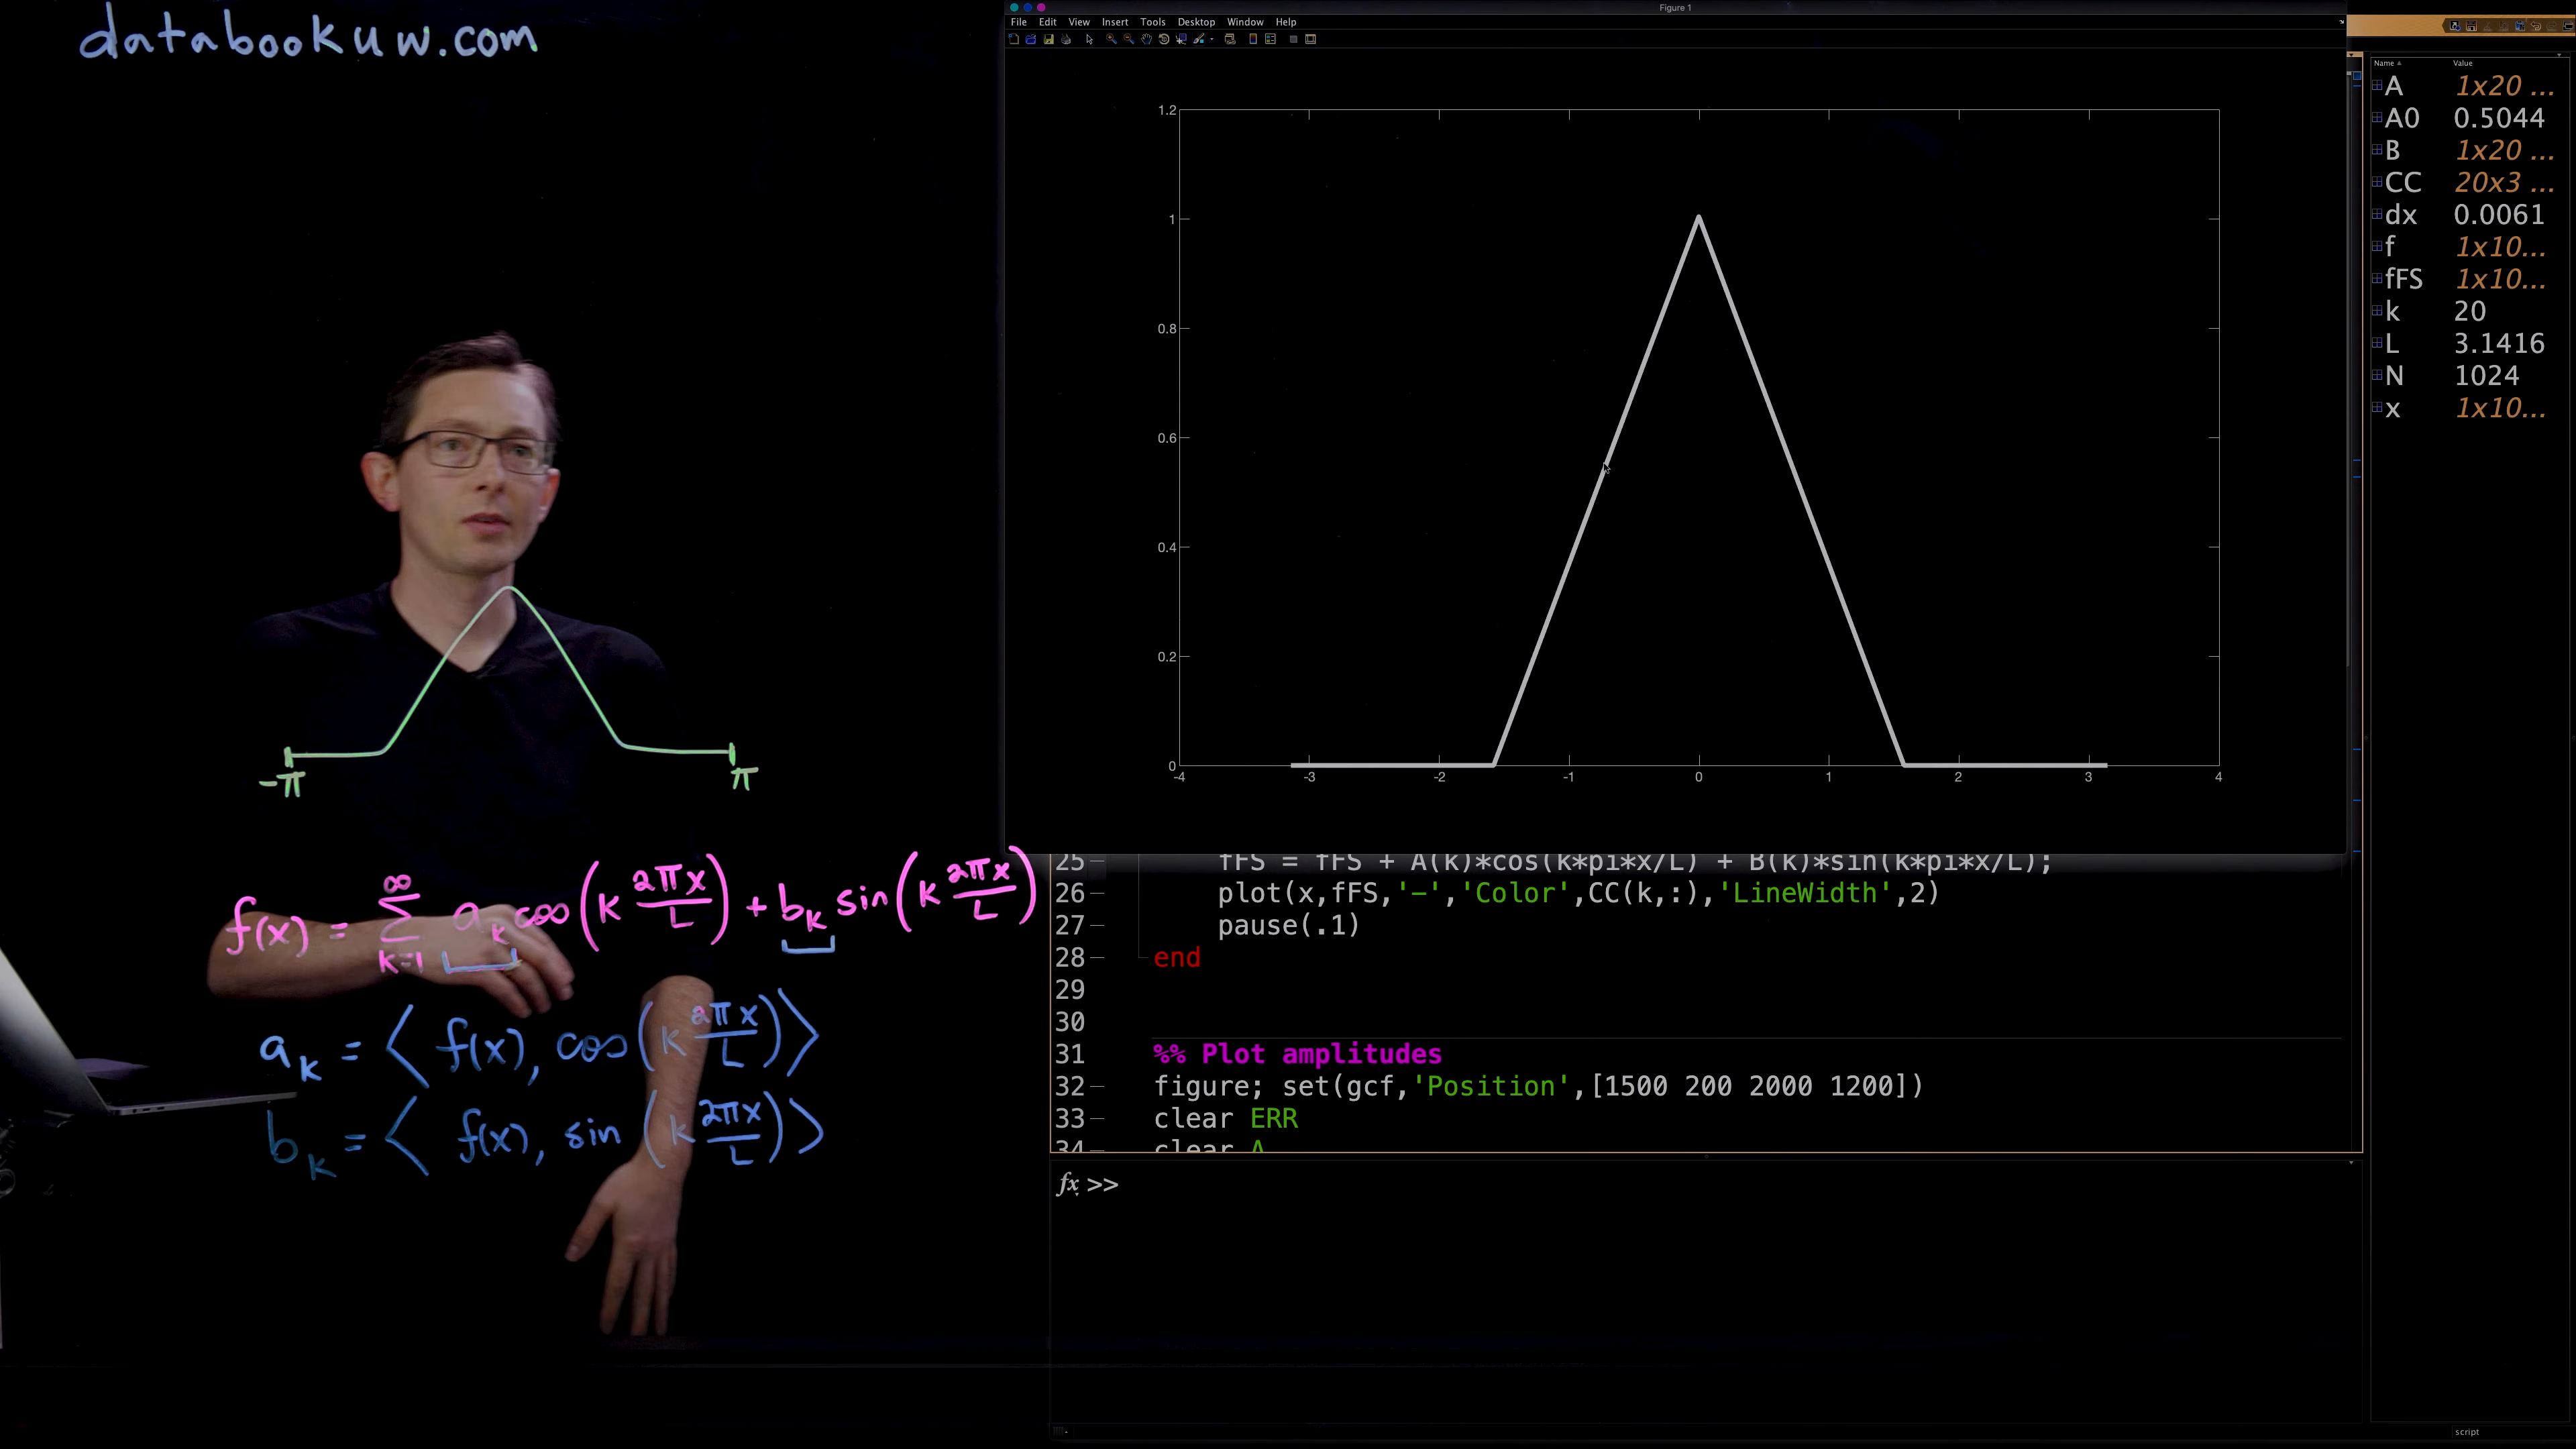 databookuw.com
-π π
f(x) = ∞ Σ k=1 a_k cos(k 2πx/L) + b_k sin(k 2πx/L)
a_k = ⟨ f(x), cos(k 2πx/L) ⟩
b_k = ⟨ f(x), sin(k 2πx/L) ⟩
Figure 1
File Edit View Insert Tools Desktop Window Help
1.2
1
0.8
0.6
0.4
0.2
0
-4 -3 -2 -1 0 1 2 3 4
25 fFS = fFS + A(k)*cos(k*pi*x/L) + B(k)*sin(k*pi*x/L);
26 plot(x,fFS,'-','Color',CC(k,:),'LineWidth',2)
27 pause(.1)
28 end
29
30
31 %% Plot amplitudes
32 figure; set(gcf,'Position',[1500 200 2000 1200])
33 clear ERR
34 clear A
fx >>
Name Value
A 1x20 ...
A0 0.5044
B 1x20 ...
CC 20x3 ...
dx 0.0061
f 1x10...
fFS 1x10...
k 20
L 3.1416
N 1024
x 1x10...
script